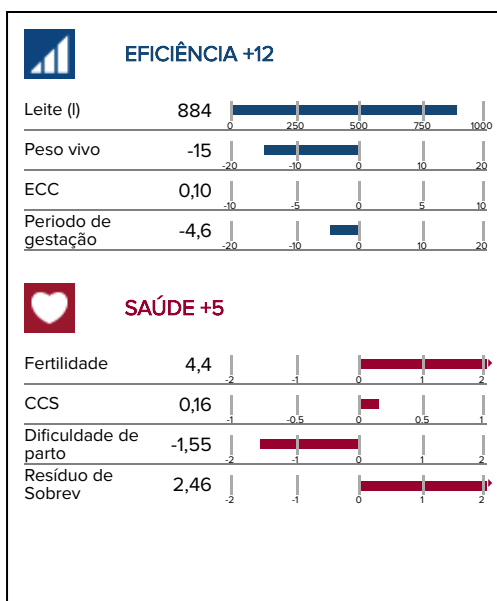 EFICIÊNCIA +12
Leite (l) 884
0 250 500 750 1000
Peso vivo -15
-20 -10 0 10 20
ECC 0,10
-10 -5 0 5 10
Periodo de
gestação -4,6
-20 -10 0 10 20
SAÚDE +5
Fertilidade 4,4
-2 -1 0 1 2
CCS 0,16
-1 -0.5 0 0.5 1
Dificuldade de
parto -1,55
-2 -1 0 1 2
Resíduo de
Sobrev 2,46
-2 -1 0 1 2